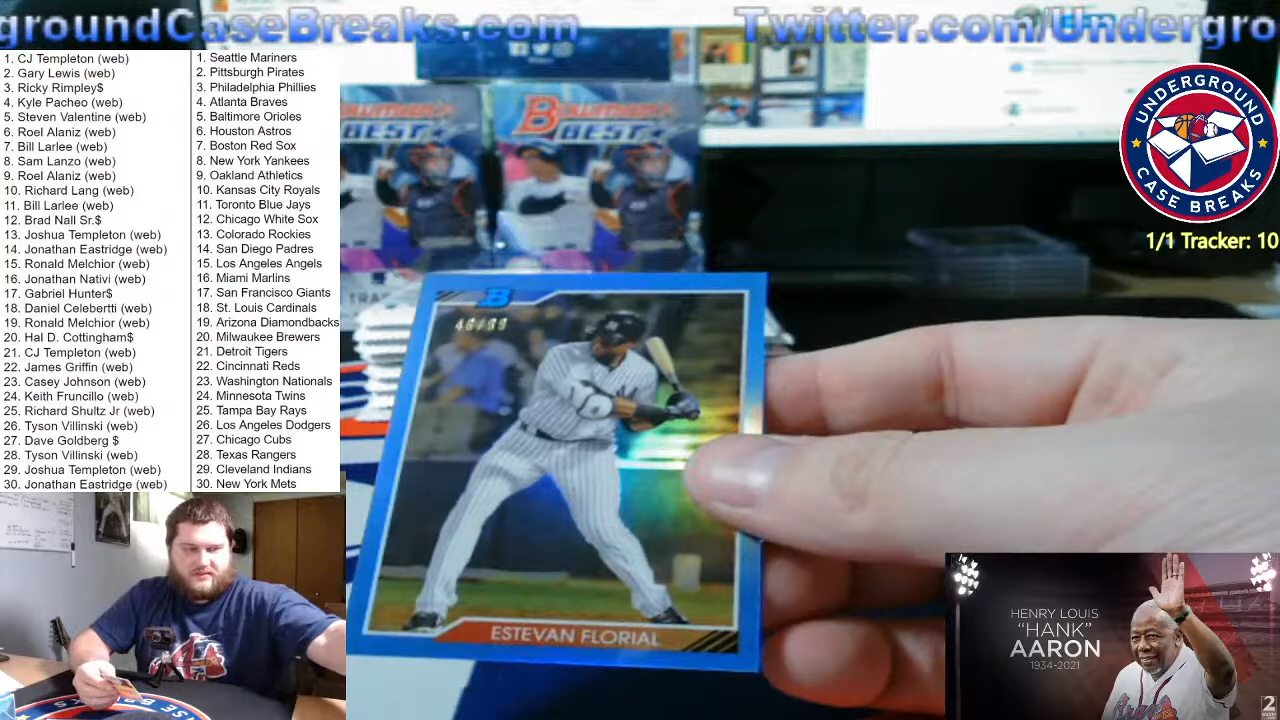 groundCaseBreaks.com
Twitter.com/Undergro
1. CJ Templeton (web)
2. Gary Lewis (web)
3. Ricky Rimpley$
4. Kyle Pacheo (web)
5. Steven Valentine (web)
6. Roel Alaniz (web)
7. Bill Larlee (web)
8. Sam Lanzo (web)
9. Roel Alaniz (web)
10. Richard Lang (web)
11. Bill Larlee (web)
12. Brad Nall Sr.$
13. Joshua Templeton (web)
14. Jonathan Eastridge (web)
15. Ronald Melchior (web)
16. Jonathan Nativi (web)
17. Gabriel Hunter$
18. Daniel Celebertti (web)
19. Ronald Melchior (web)
20. Hal D. Cottingham$
21. CJ Templeton (web)
22. James Griffin (web)
23. Casey Johnson (web)
24. Keith Fruncillo (web)
25. Richard Shultz Jr (web)
26. Tyson Villinski (web)
27. Dave Goldberg $
28. Tyson Villinski (web)
29. Joshua Templeton (web)
30. Jonathan Eastridge (web)
1. Seattle Mariners
2. Pittsburgh Pirates
3. Philadelphia Phillies
4. Atlanta Braves
5. Baltimore Orioles
6. Houston Astros
7. Boston Red Sox
8. New York Yankees
9. Oakland Athletics
10. Kansas City Royals
11. Toronto Blue Jays
12. Chicago White Sox
13. Colorado Rockies
14. San Diego Padres
15. Los Angeles Angels
16. Miami Marlins
17. San Francisco Giants
18. St. Louis Cardinals
19. Arizona Diamondbacks
20. Milwaukee Brewers
21. Detroit Tigers
22. Cincinnati Reds
23. Washington Nationals
24. Minnesota Twins
25. Tampa Bay Rays
26. Los Angeles Dodgers
27. Chicago Cubs
28. Texas Rangers
29. Cleveland Indians
30. New York Mets
BOWMAN'S
BEST
BOWMAN'S
BEST
UNDERGROUND
CASE BREAKS
1/1 Tracker: 10
B
ESTEVAN FLORIAL
HENRY LOUIS
"HANK"
AARON
1934-2021
Braves
2